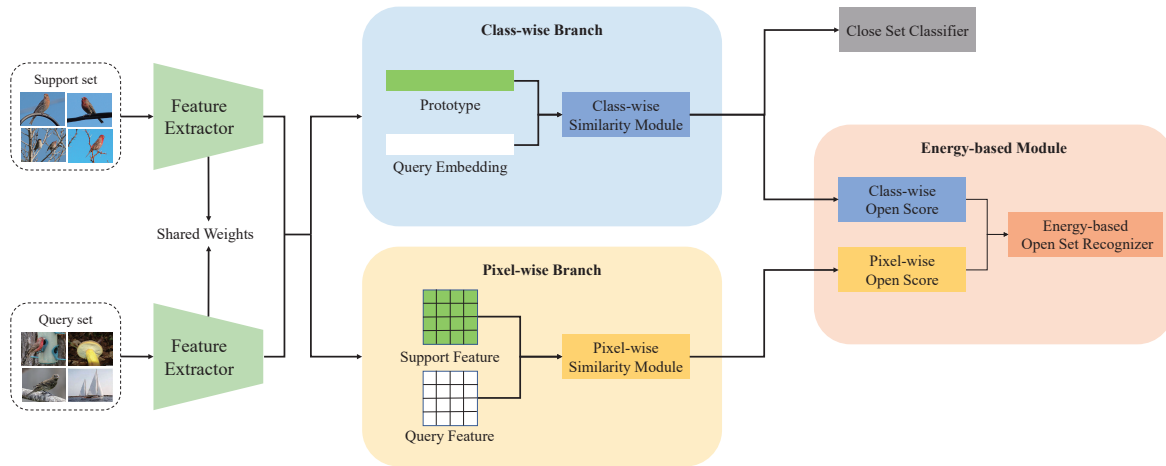 Support set
Feature
Extractor
Shared Weights
Query set
Feature
Extractor
Class-wise Branch
Prototype
Query Embedding
Class-wise
Similarity Module
Pixel-wise Branch
Support Feature
Query Feature
Pixel-wise
Similarity Module
Close Set Classifier
Energy-based Module
Class-wise
Open Score
Pixel-wise
Open Score
Energy-based
Open Set Recognizer